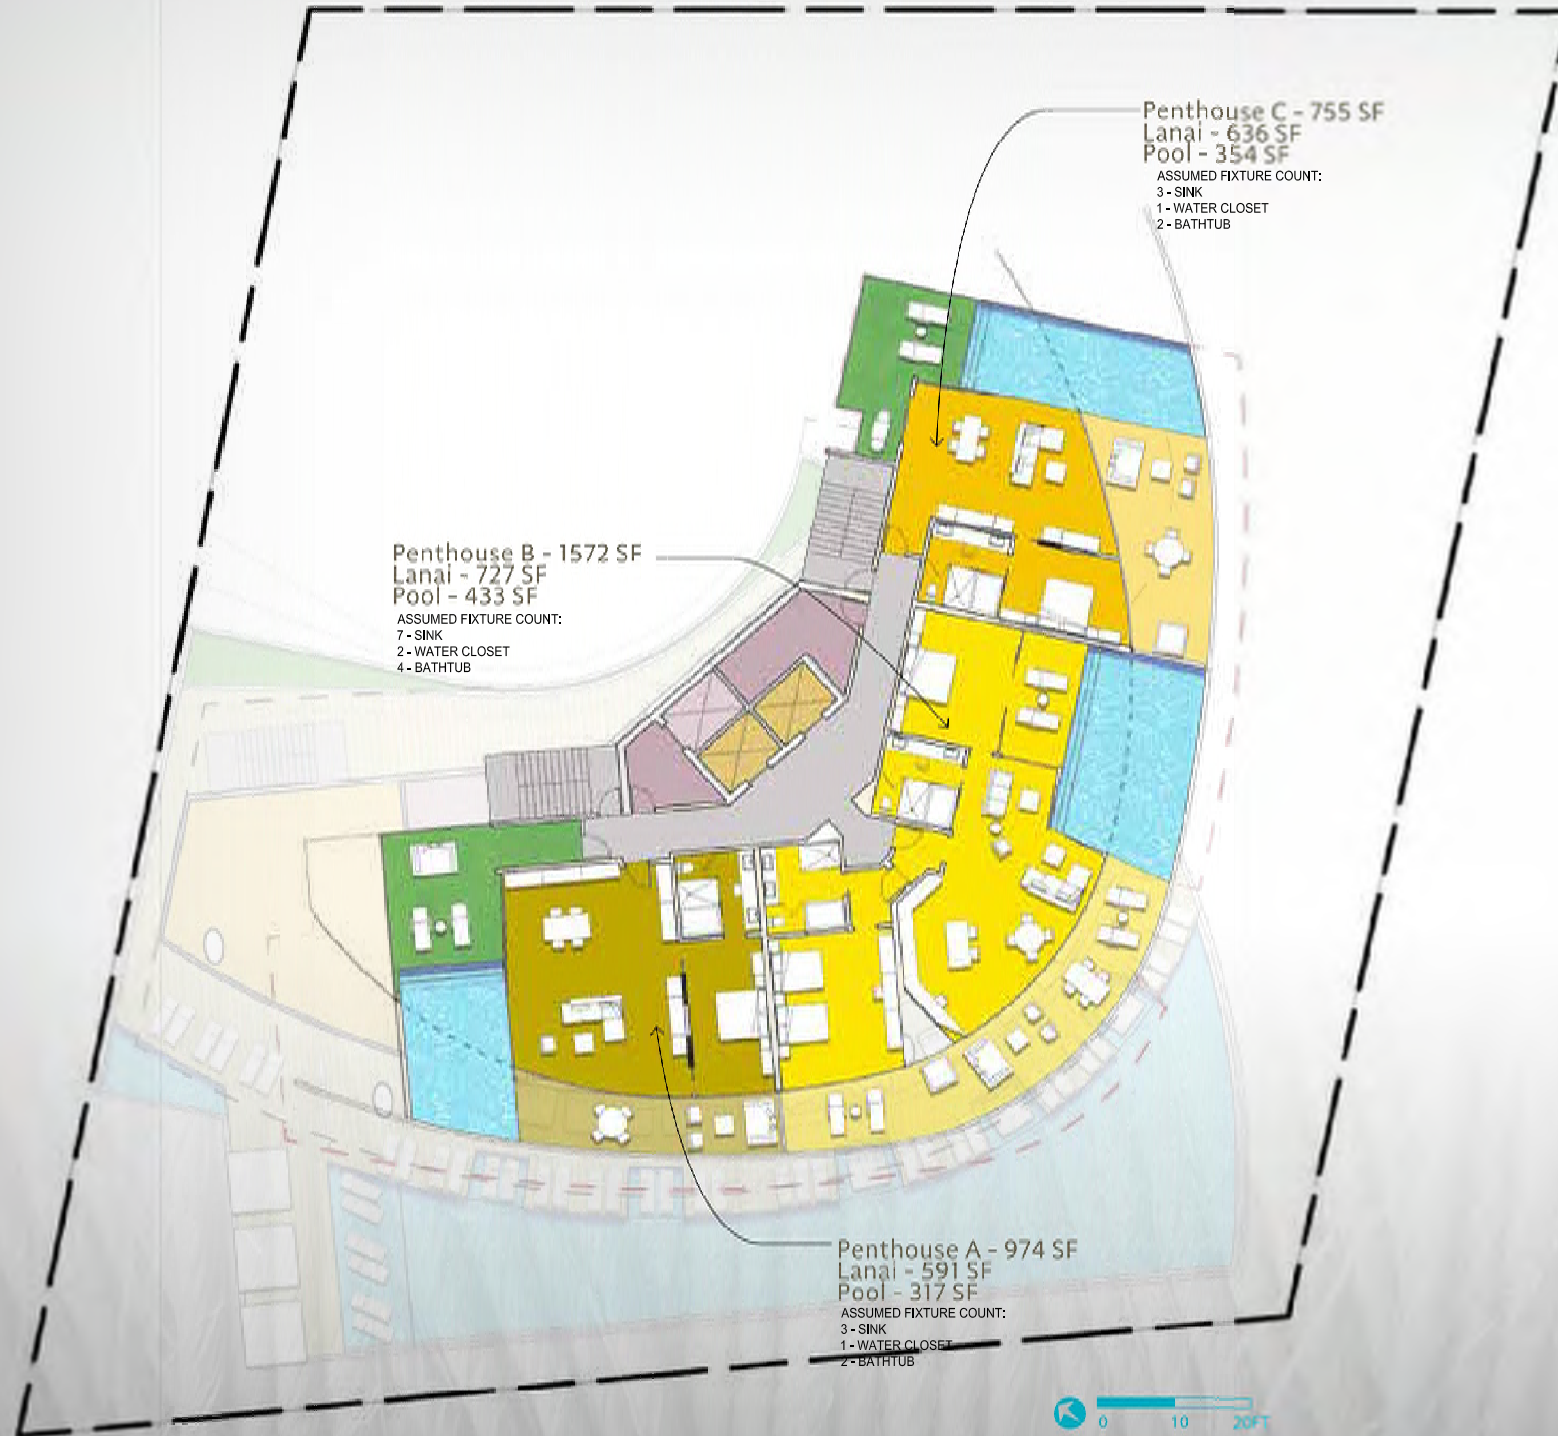 Penthouse C - 755 SF
Lanai - 636 SF
Pool - 354 SF
ASSUMED FIXTURE COUNT:
3 - SINK
1 - WATER CLOSET
2 - BATHTUB
Penthouse B - 1572 SF
Lanai - 727 SF
Pool - 433 SF
ASSUMED FIXTURE COUNT:
7 - SINK
2 - WATER CLOSET
4 - BATHTUB
Penthouse A - 974 SF
Lanai - 591 SF
Pool - 317 SF
ASSUMED FIXTURE COUNT:
3 - SINK
1 - WATER CLOSET
2 - BATHTUB
0 10 20FT